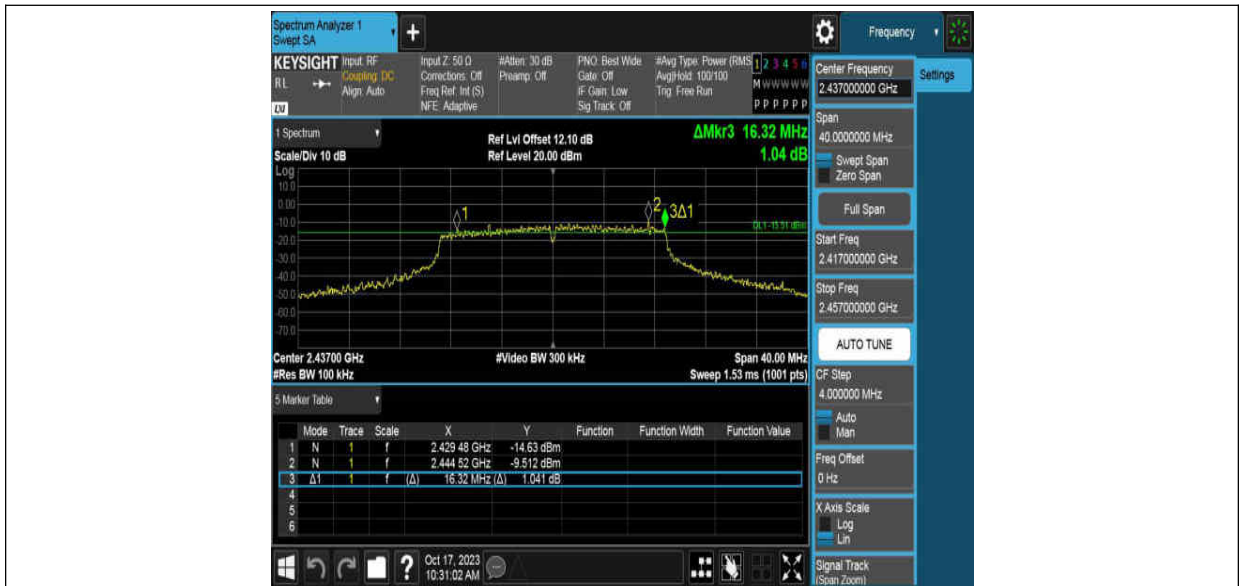 Spectrum Analyzer 1
Swept SA
+
Frequency
KEYSIGHT
RL
Input: RF
Coupling: DC
Align: Auto
Input Z: 50 Ω
Corrections: Off
Freq Ref: Int (S)
NFE: Adaptive
#Atten: 30 dB
Preamp: Off
PNO: Best Wide
Gate: Off
IF Gain: Low
Sig Track: Off
#Avg Type: Power (RMS
Avg|Hold: 100/100
Trig: Free Run
1 2 3 4 5 6
M W W W W W
P P P P P P
1 Spectrum
Scale/Div 10 dB
Ref Lvl Offset 12.10 dB
Ref Level 20.00 dBm
ΔMkr3 16.32 MHz
1.04 dB
Log
10.0
0.00
-10.0
-20.0
-30.0
-40.0
-50.0
-60.0
-70.0
1
2
3Δ1
DL1 -15.51 dBm
Center 2.43700 GHz
#Res BW 100 kHz
#Video BW 300 kHz
Span 40.00 MHz
Sweep 1.53 ms (1001 pts)
5 Marker Table
Mode Trace Scale X Y Function Function Width Function Value
1 N 1 f 2.429 48 GHz -14.63 dBm
2 N 1 f 2.444 52 GHz -9.512 dBm
3 Δ1 1 f (Δ) 16.32 MHz (Δ) 1.041 dB
4
5
6
?
Oct 17, 2023
10:31:02 AM
Center Frequency
2.437000000 GHz
Settings
Span
40.0000000 MHz
Swept Span
Zero Span
Full Span
Start Freq
2.417000000 GHz
Stop Freq
2.457000000 GHz
AUTO TUNE
CF Step
4.000000 MHz
Auto
Man
Freq Offset
0 Hz
X Axis Scale
Log
Lin
Signal Track
(Span Zoom)